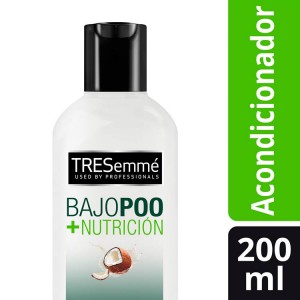 TRESemmé
USED BY PROFESSIONALS
BAJOPOO
+NUTRICIÓN
Acondicionador
200
ml